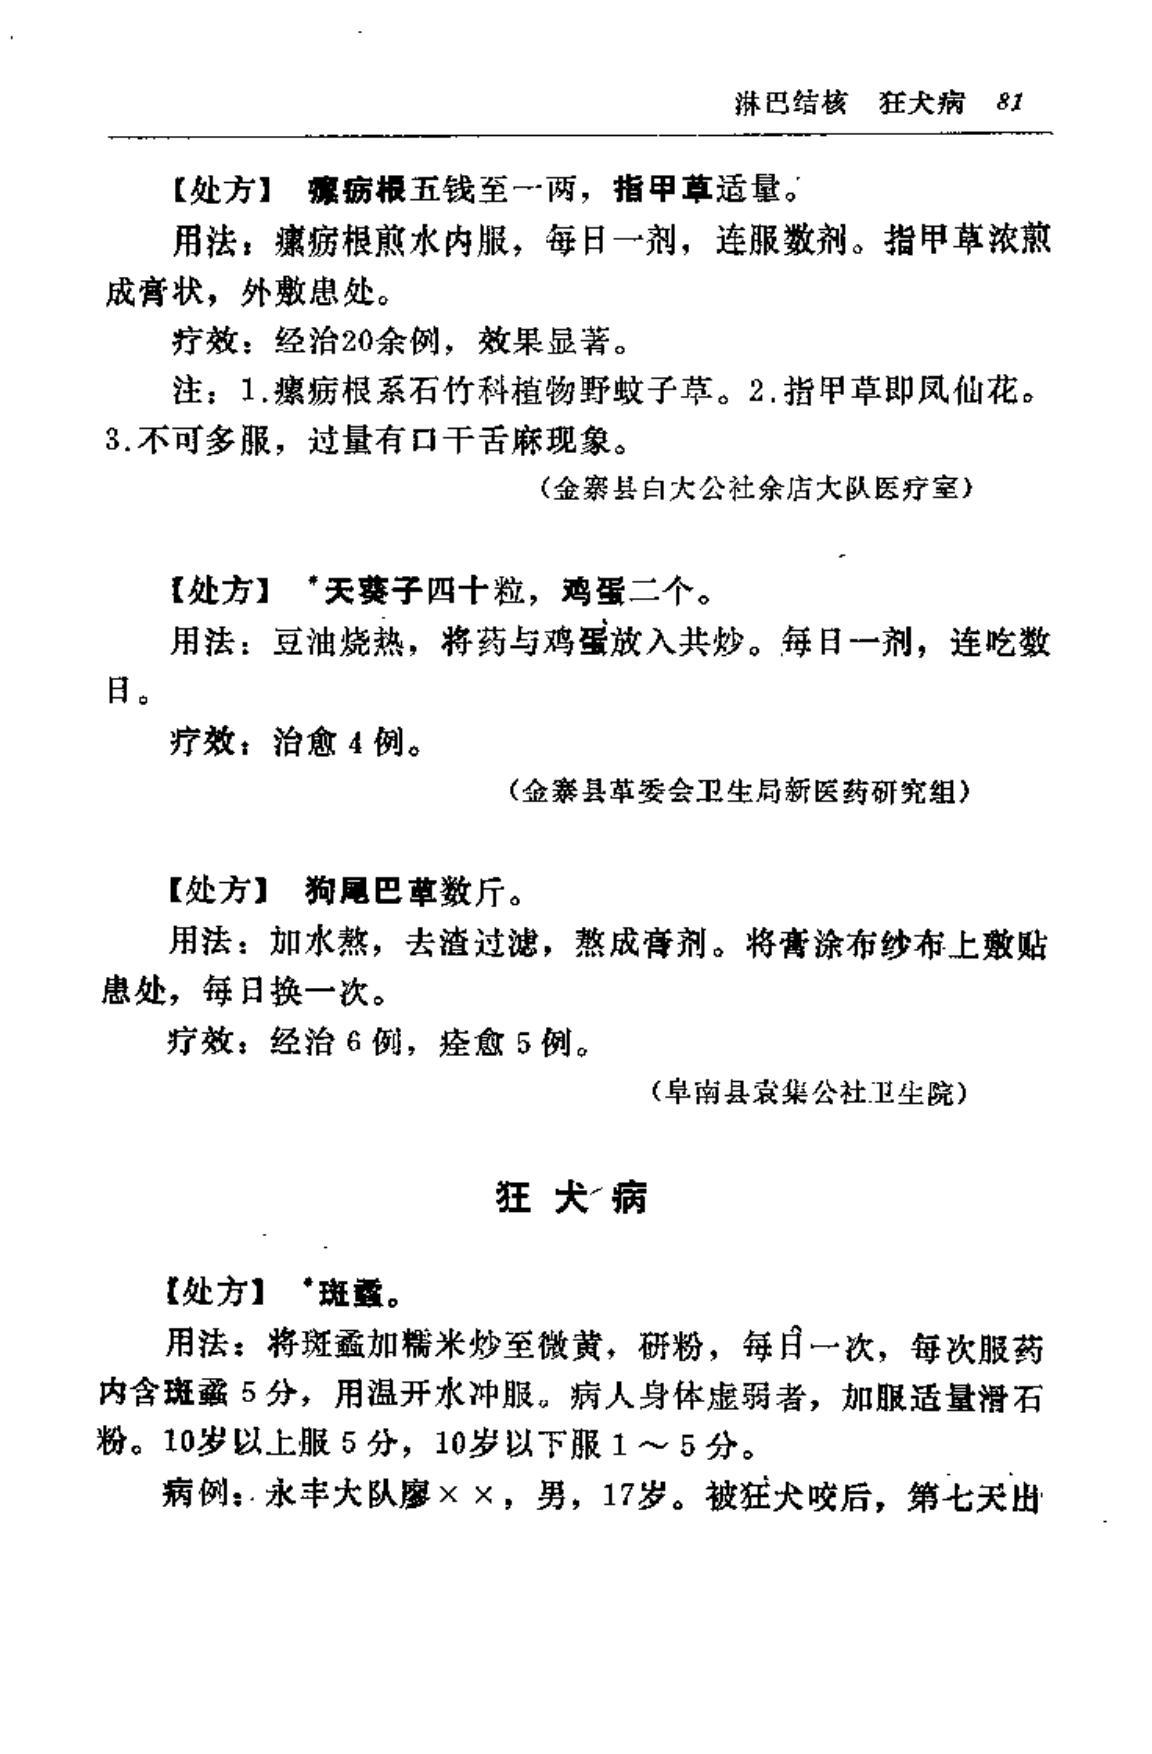 淋巴结核 狂犬病 81
【处方】 瘰疬根五钱至一两，指甲草适量。
用法：瘰疬根煎水内服，每日一剂，连服数剂。指甲草浓煎
成膏状，外敷患处。
疗效：经治20余例，效果显著。
注：1.瘰疬根系石竹科植物野蚊子草。2.指甲草即凤仙花。
3.不可多服，过量有口干舌麻现象。
（金寨县白大公社余店大队医疗室）
【处方】 *天葵子四十粒，鸡蛋二个。
用法：豆油烧热，将药与鸡蛋放入共炒。每日一剂，连吃数
日。
疗效：治愈4例。
（金寨县革委会卫生局新医药研究组）
【处方】 狗尾巴草数斤。
用法：加水熬，去渣过滤，熬成膏剂。将膏涂布纱布上敷贴
患处，每日换一次。
疗效：经治6例，痊愈5例。
（阜南县袁集公社卫生院）
狂犬病
【处方】 *斑蝥。
用法：将斑蝥加糯米炒至微黄，研粉，每日一次，每次服药
内含斑蝥5分，用温开水冲服。病人身体虚弱者，加服适量滑石
粉。10岁以上服5分，10岁以下服1～5分。
病例：永丰大队廖××，男，17岁。被狂犬咬后，第七天出